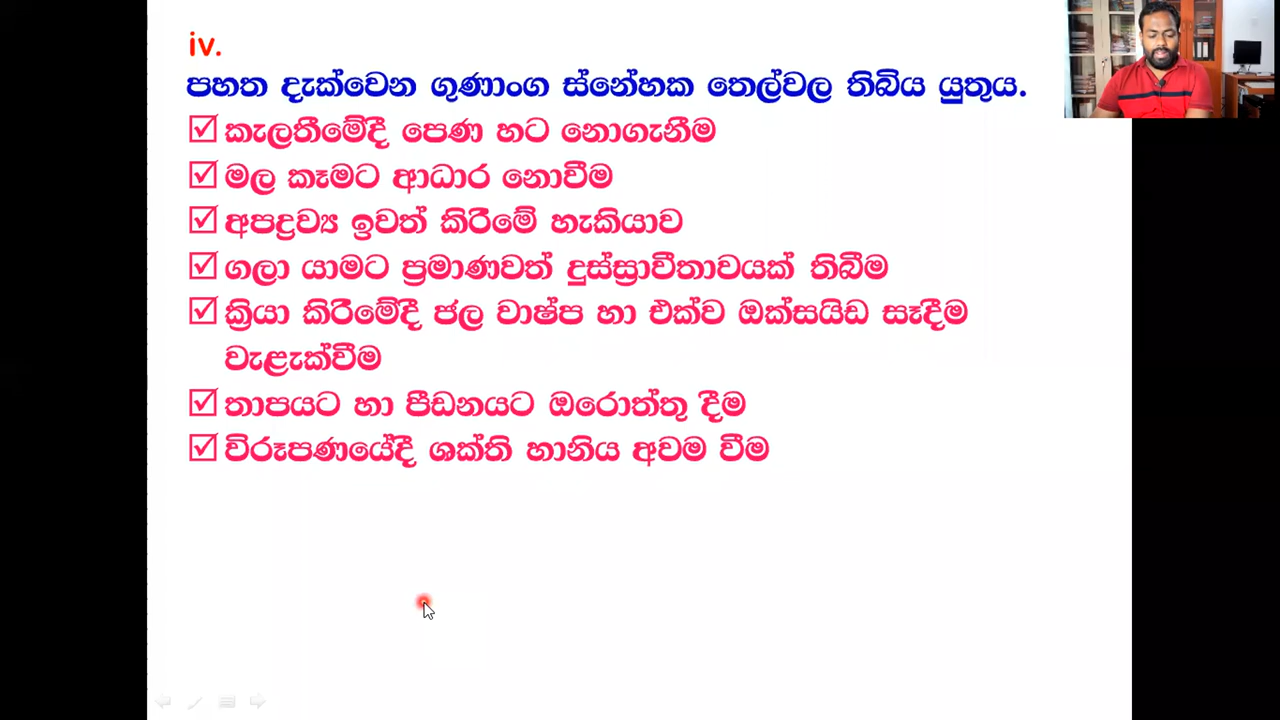 iv.
පහත දැක්වෙන ගුණාංග ස්නේහක තෙල්වල තිබිය යුතුය.
☑ කැලතීමේදී පෙණ හට නොගැනීම
☑ මල කෑමට ආධාර නොවීම
☑ අපද්‍රව්‍ය ඉවත් කිරීමේ හැකියාව
☑ ගලා යාමට ප්‍රමාණවත් දුස්ස්‍රාවීතාවයක් තිබීම
☑ ක්‍රියා කිරීමේදී ජල වාෂ්ප හා එක්ව ඔක්සයිඩ සෑදීම
වැළැක්වීම
☑ තාපයට හා පීඩනයට ඔරොත්තු දීම
☑ විරූපණයේදී ශක්ති හානිය අවම වීම